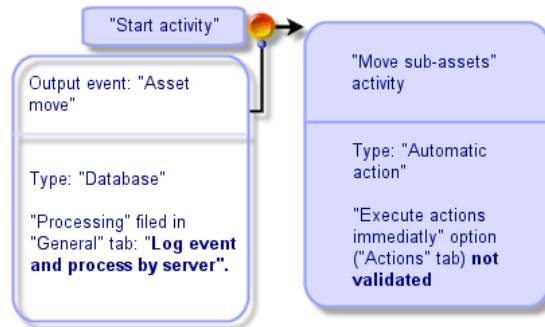 "Start activity"
Output event: "Asset
move"
Type: "Database"
"Processing" filed in
"General" tab: "Log event
and process by server".
"Move sub-assets"
activity
Type: "Automatic
action"
"Execute actions
immediatly" option
("Actions" tab) not
validated